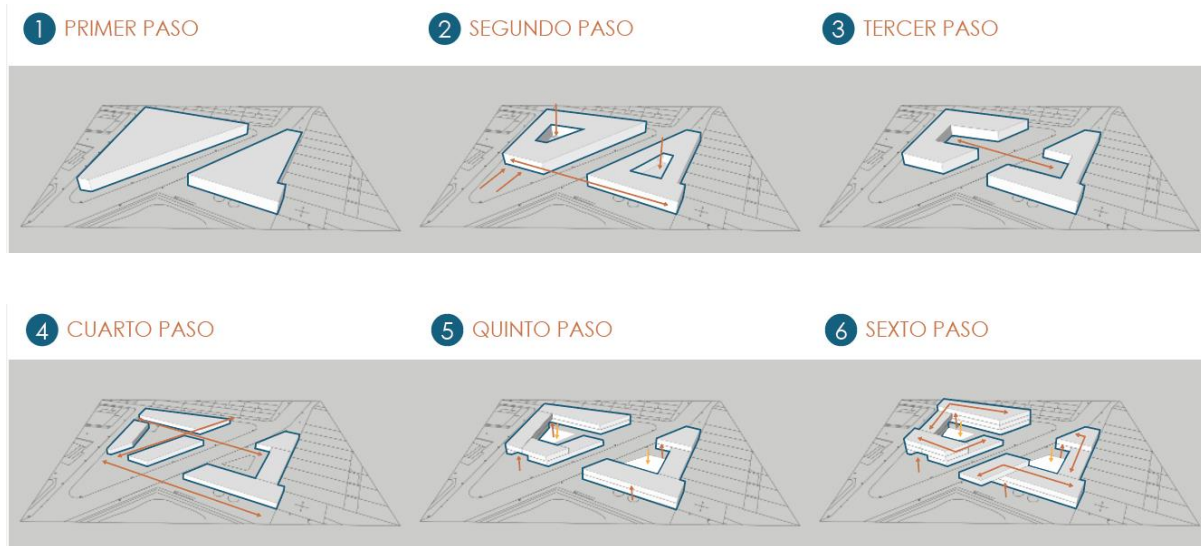 1 PRIMER PASO
2 SEGUNDO PASO
3 TERCER PASO
4 CUARTO PASO
5 QUINTO PASO
6 SEXTO PASO